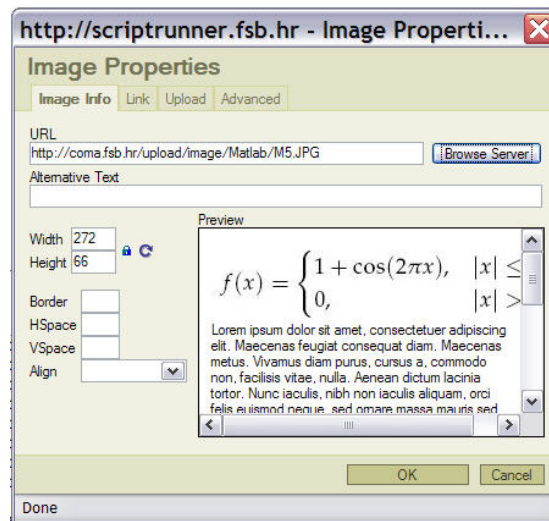 http://scriptrunner.fsb.hr - Image Properti...
Image Properties
Image Info Link Upload Advanced
URL
http://coma.fsb.hr/upload/image/Matlab/M5.JPG
Browse Server
Alternative Text
Width 272
Height 66
Border
HSpace
VSpace
Align
Preview
f(x) = { 1 + cos(2πx), |x| ≤
0, |x| >
Lorem ipsum dolor sit amet, consectetuer adipiscing
elit. Maecenas feugiat consequat diam. Maecenas
metus. Vivamus diam purus, cursus a, commodo
non, facilisis vitae, nulla. Aenean dictum lacinia
tortor. Nunc iaculis, nibh non iaculis aliquam, orci
felis euismod neque, sed ornare massa mauris sed
OK Cancel
Done